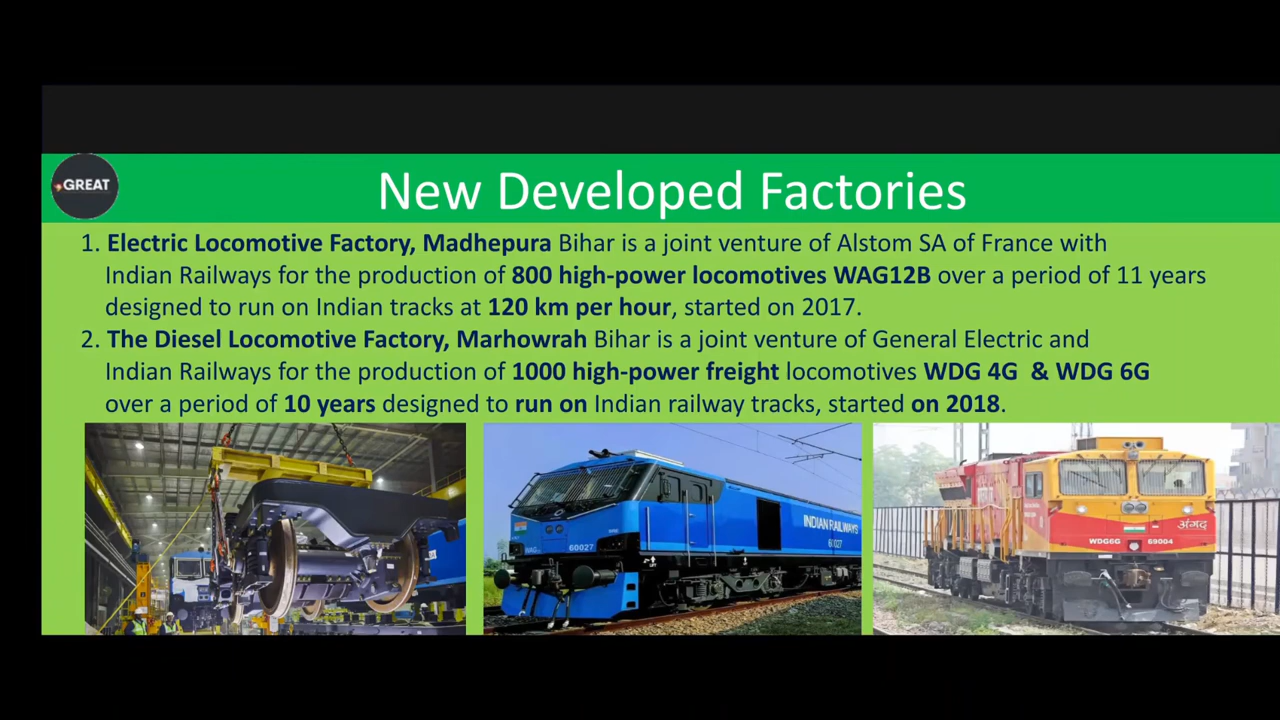 GREAT
New Developed Factories
1. Electric Locomotive Factory, Madhepura Bihar is a joint venture of Alstom SA of France with
Indian Railways for the production of 800 high-power locomotives WAG12B over a period of 11 years
designed to run on Indian tracks at 120 km per hour, started on 2017.
2. The Diesel Locomotive Factory, Marhowrah Bihar is a joint venture of General Electric and
Indian Railways for the production of 1000 high-power freight locomotives WDG 4G & WDG 6G
over a period of 10 years designed to run on Indian railway tracks, started on 2018.
INDIAN RAILWAYS
60027
60027
अंगद
WDG6G 69004